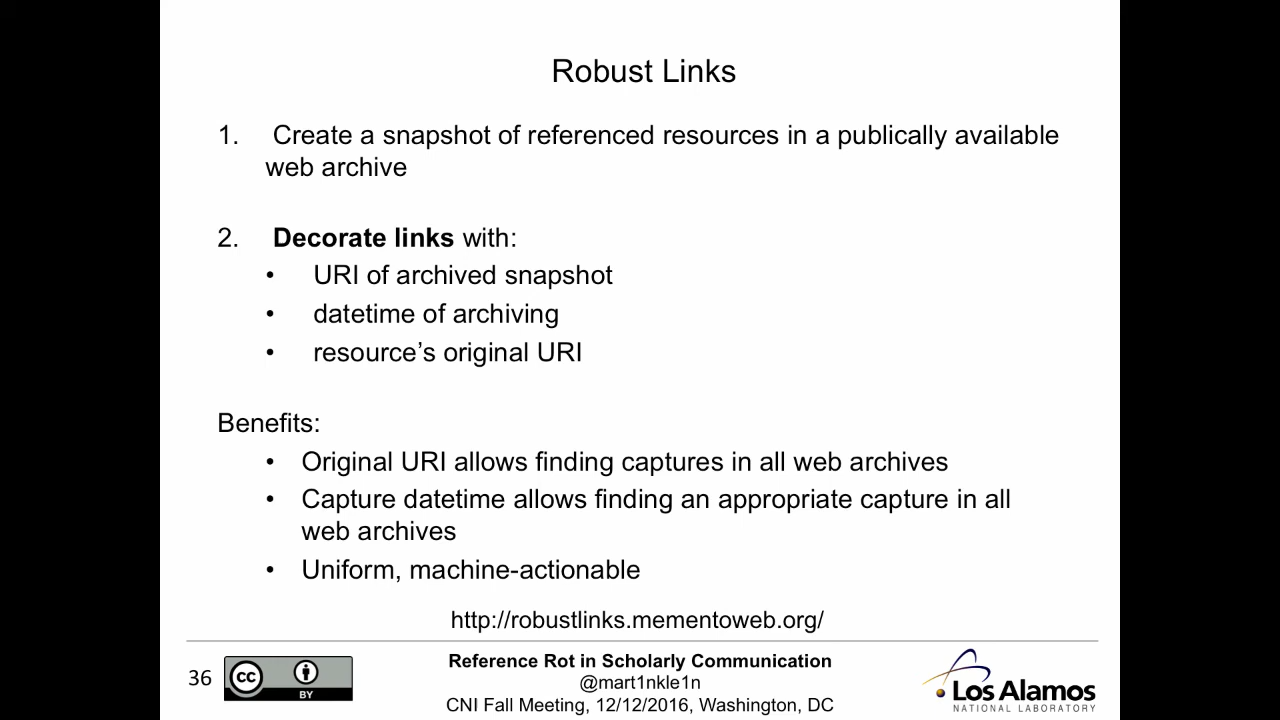 Robust Links
1. Create a snapshot of referenced resources in a publically available
web archive
2. Decorate links with:
• URI of archived snapshot
• datetime of archiving
• resource’s original URI
Benefits:
• Original URI allows finding captures in all web archives
• Capture datetime allows finding an appropriate capture in all
web archives
• Uniform, machine-actionable
http://robustlinks.mementoweb.org/
36
cc
BY
Reference Rot in Scholarly Communication
@mart1nkle1n
CNI Fall Meeting, 12/12/2016, Washington, DC
Los Alamos
NATIONAL LABORATORY